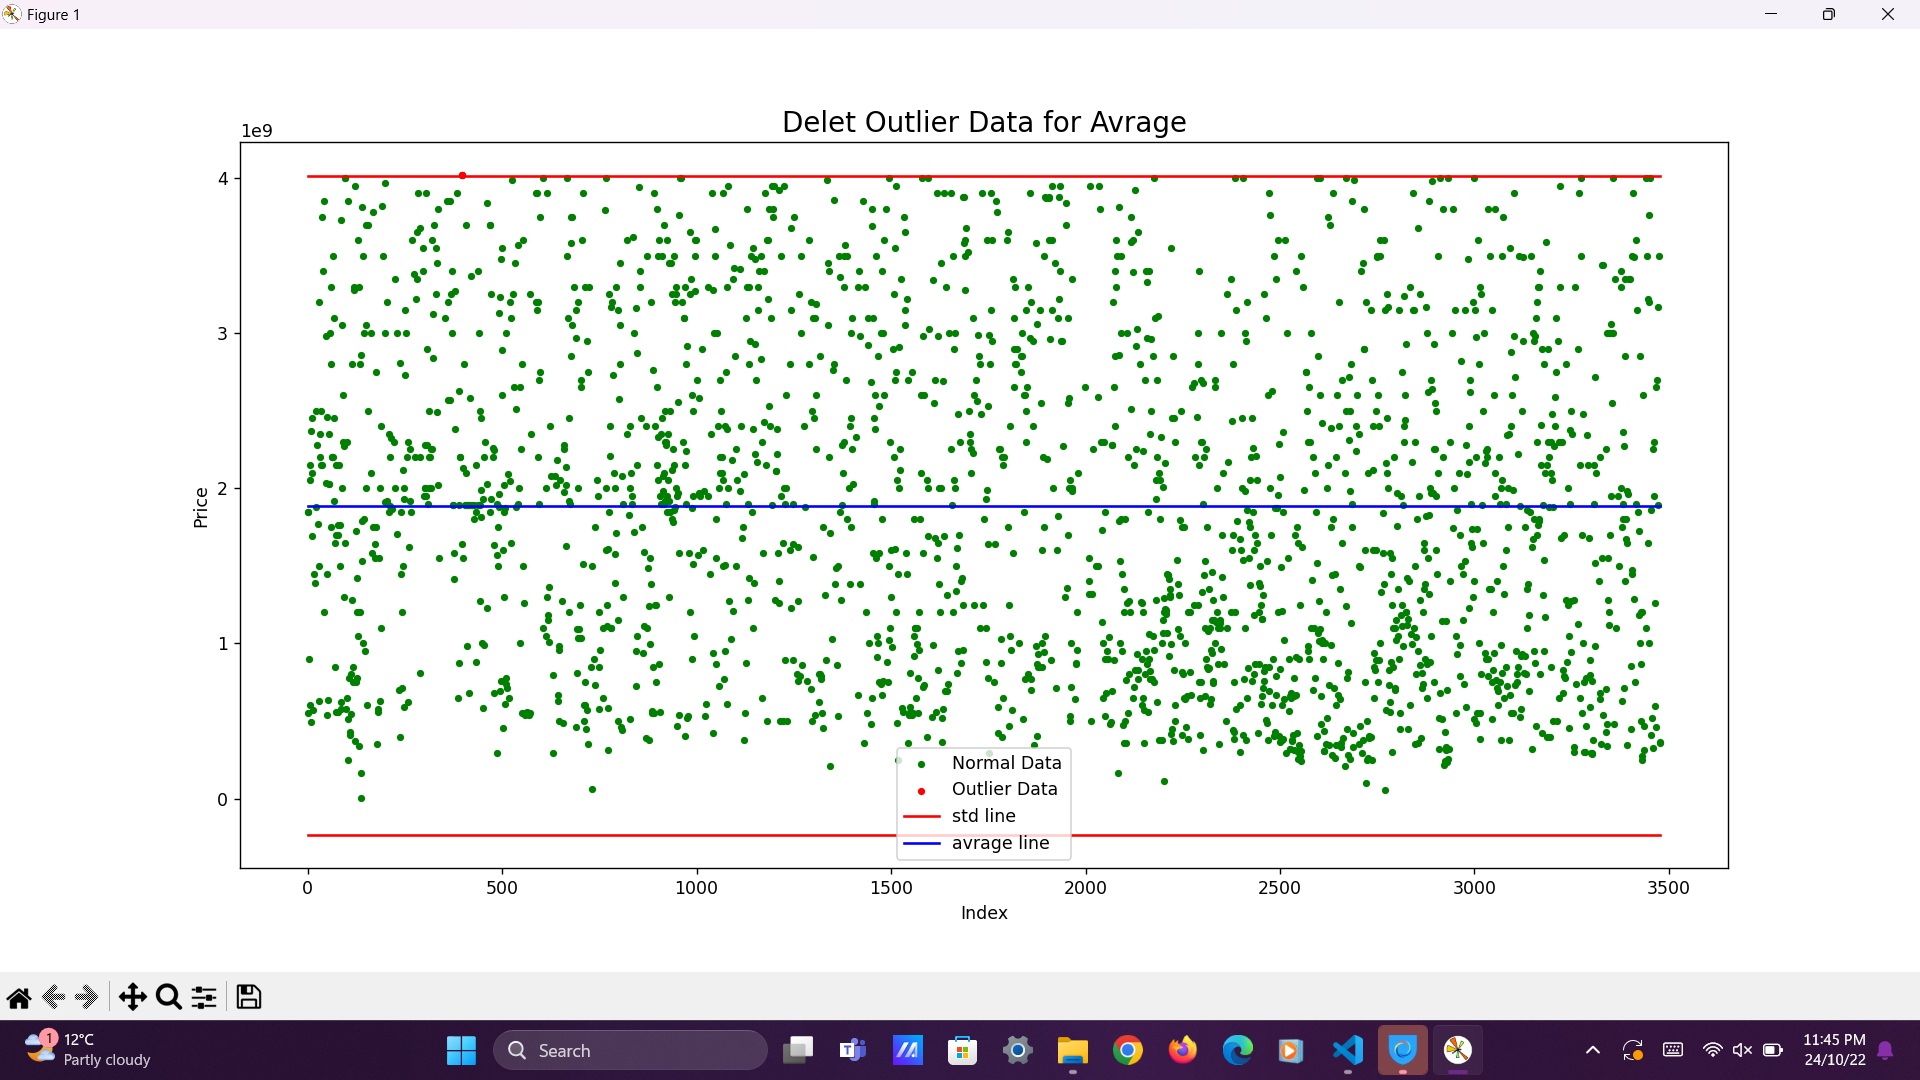 Figure 1
Delet Outlier Data for Avrage
1e9
4
3
2
1
0
Price
Normal Data
Outlier Data
std line
avrage line
0 500 1000 1500 2000 2500 3000 3500
Index
1
12°C
Partly cloudy
Search
11:45 PM
24/10/22